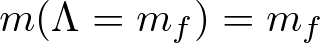 m(Λ = m_f) = m_f